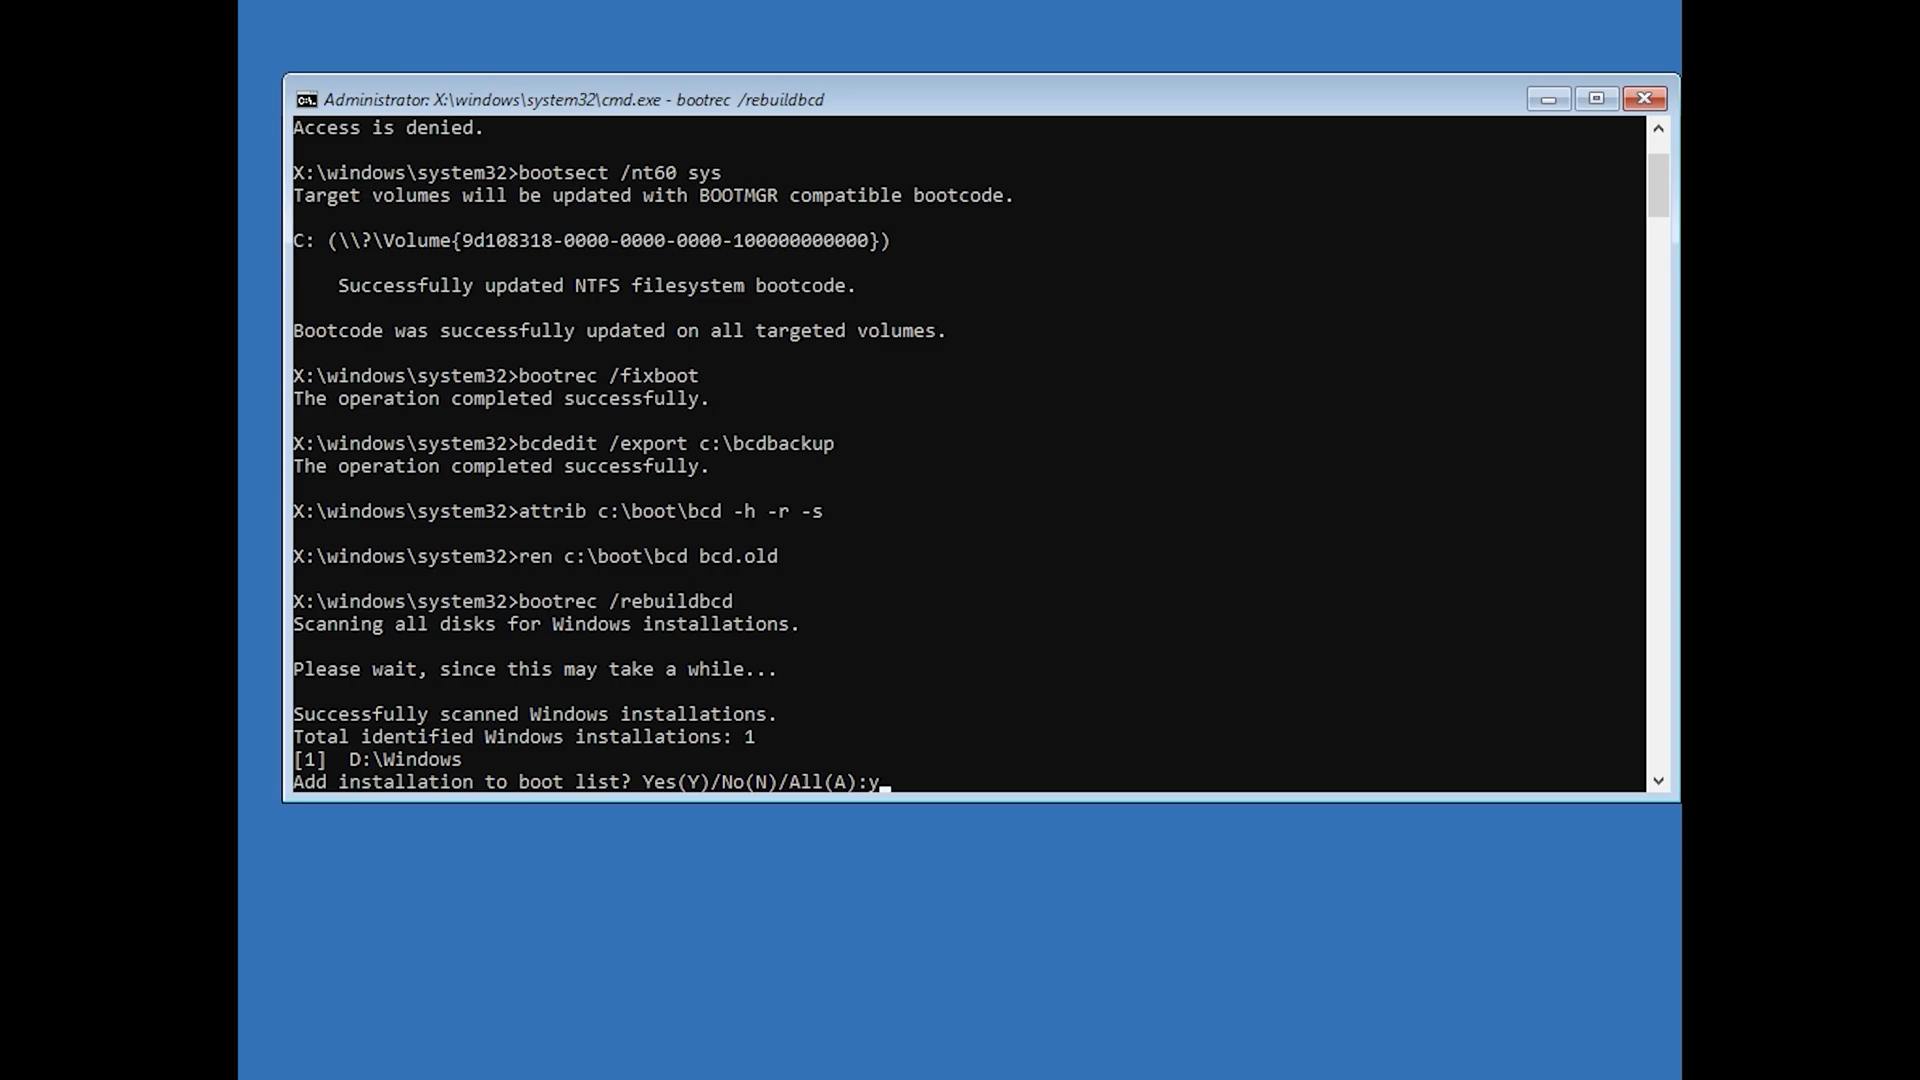 Administrator: X:\windows\system32\cmd.exe - bootrec /rebuildbcd
Access is denied.
X:\windows\system32>bootsect /nt60 sys
Target volumes will be updated with BOOTMGR compatible bootcode.
C: (\\?\Volume{9d108318-0000-0000-0000-100000000000})
Successfully updated NTFS filesystem bootcode.
Bootcode was successfully updated on all targeted volumes.
X:\windows\system32>bootrec /fixboot
The operation completed successfully.
X:\windows\system32>bcdedit /export c:\bcdbackup
The operation completed successfully.
X:\windows\system32>attrib c:\boot\bcd -h -r -s
X:\windows\system32>ren c:\boot\bcd bcd.old
X:\windows\system32>bootrec /rebuildbcd
Scanning all disks for Windows installations.
Please wait, since this may take a while...
Successfully scanned Windows installations.
Total identified Windows installations: 1
[1]  D:\Windows
Add installation to boot list? Yes(Y)/No(N)/All(A):y